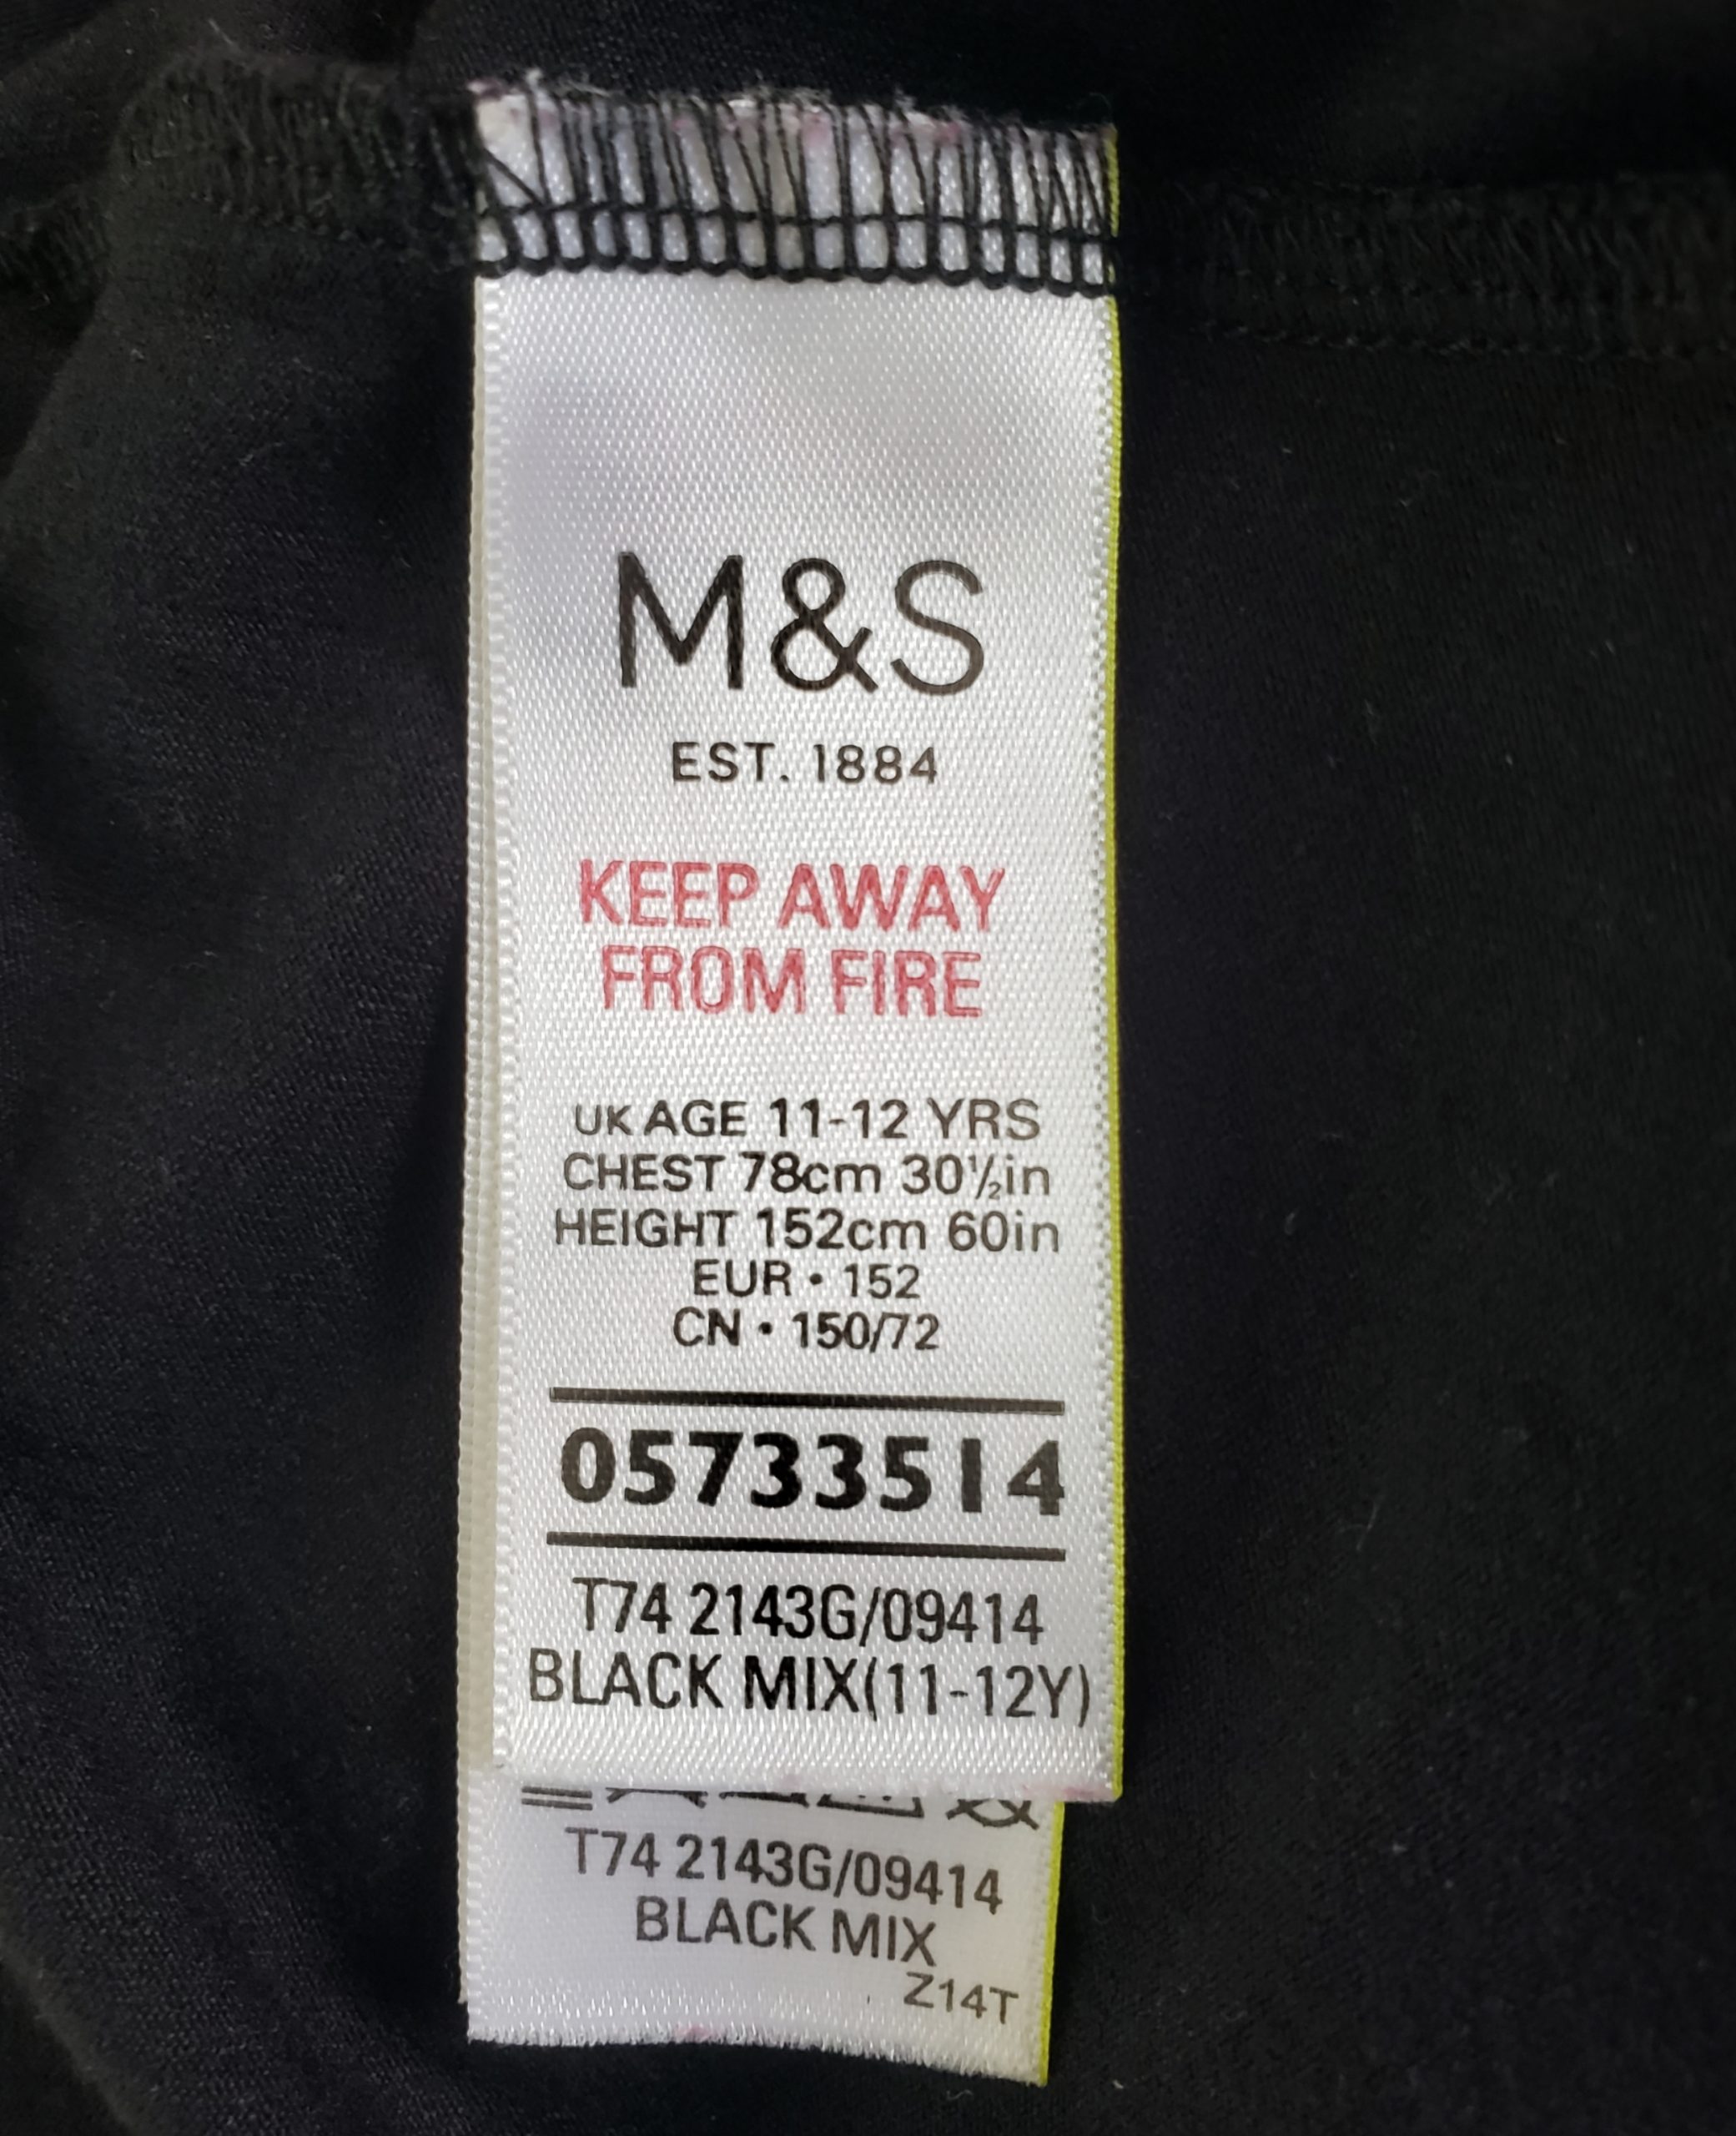 M&S
EST. 1884
KEEP AWAY
FROM FIRE
UK AGE 11-12 YRS
CHEST 78cm 30½in
HEIGHT 152cm 60in
EUR • 152
CN • 150/72
05733514
T74 2143G/09414
BLACK MIX(11-12Y)
T74 2143G/09414
BLACK MIX
Z14T